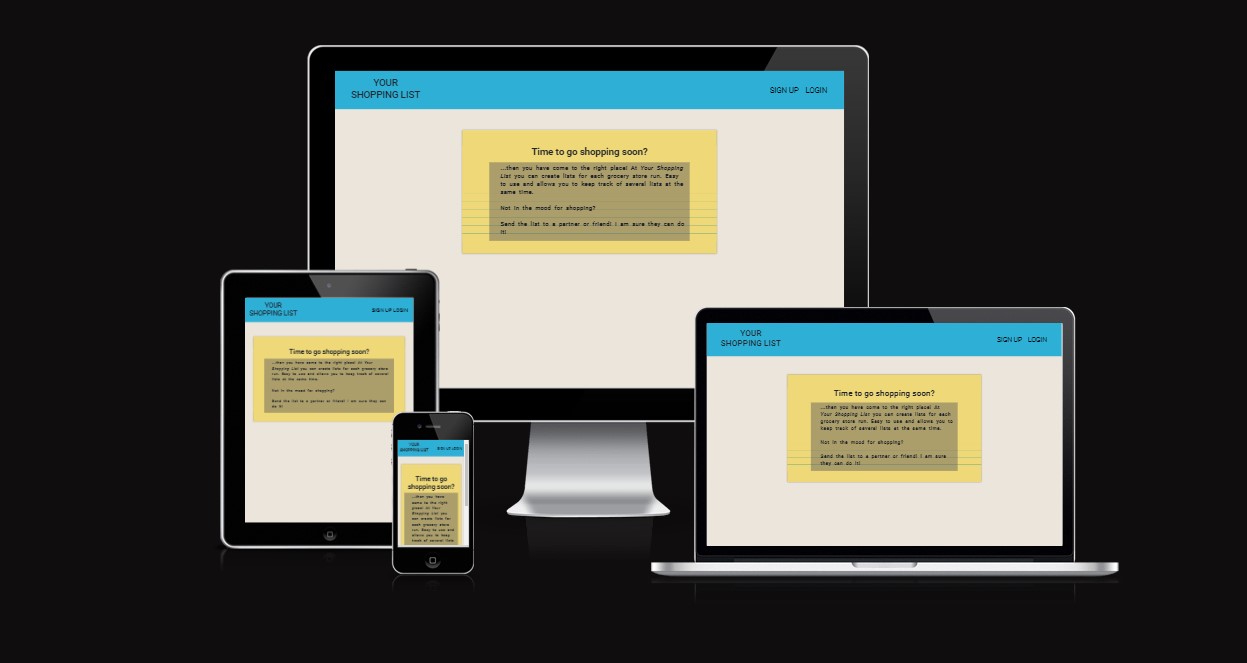 YOUR
SHOPPING LIST
SIGN UP LOGIN
Time to go shopping soon?
...then you have come to the right place! At Your Shopping
List you can create lists for each grocery store run. Easy
to use and allows you to keep track of several lists at the
same time.
Not in the mood for shopping?
Send the list to a partner or friend! I am sure they can do
it!
YOUR
SHOPPING LIST
SIGN UP LOGIN
Time to go shopping soon?
...then you have come to the right place! At Your
Shopping List you can create lists for each grocery store
run. Easy to use and allows you to keep track of several
lists at the same time.
Not in the mood for shopping?
Send the list to a partner or friend! I am sure they can
do it!
YOUR
SHOPPING LIST
SIGN UP LOGIN
Time to go
shopping soon?
...then you have
come to the right
place! At Your
Shopping List you
can create lists for
each grocery store
run. Easy to use and
allows you to keep
track of several lists
YOUR
SHOPPING LIST
SIGN UP LOGIN
Time to go shopping soon?
...then you have come to the right place! At
Your Shopping List you can create lists for each
grocery store run. Easy to use and allows you to
keep track of several lists at the same time.
Not in the mood for shopping?
Send the list to a partner or friend! I am sure
they can do it!